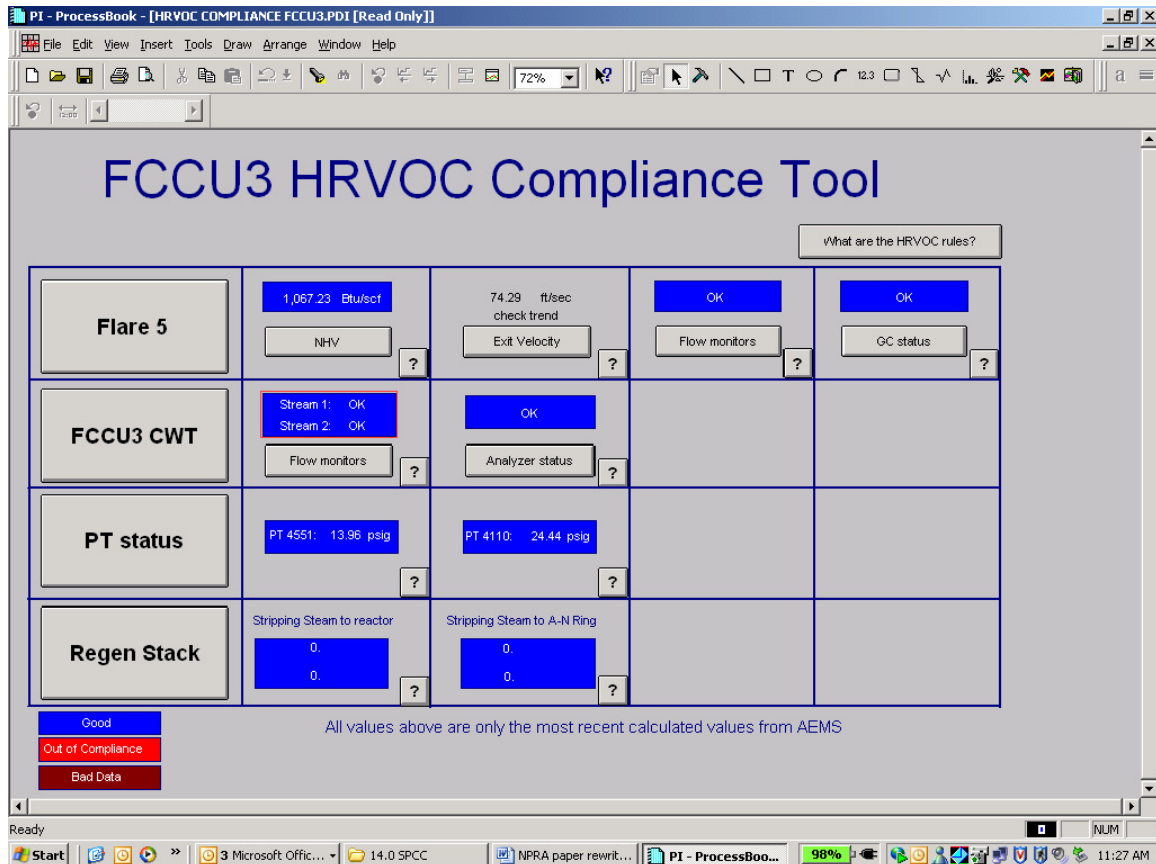 PI - ProcessBook - [HRVOC COMPLIANCE FCCU3.PDI [Read Only]]
File Edit View Insert Tools Draw Arrange Window Help
72%
T
12.3
a
12:00
FCCU3 HRVOC Compliance Tool
What are the HRVOC rules?
Flare 5
1,067.23 Btu/scf
NHV
?
74.29 ft/sec
check trend
Exit Velocity
?
OK
Flow monitors
?
OK
GC status
?
FCCU3 CWT
Stream 1: OK
Stream 2: OK
Flow monitors
?
OK
Analyzer status
?
PT status
PT 4551: 13.96 psig
?
PT 4110: 24.44 psig
?
Regen Stack
Stripping Steam to reactor
0.
0.
?
Stripping Steam to A-N Ring
0.
0.
?
Good
Out of Compliance
Bad Data
All values above are only the most recent calculated values from AEMS
Ready
NUM
Start
3 Microsoft Offic...
14.0 SPCC
NPRA paper rewrit...
PI - ProcessBoo...
98%
11:27 AM